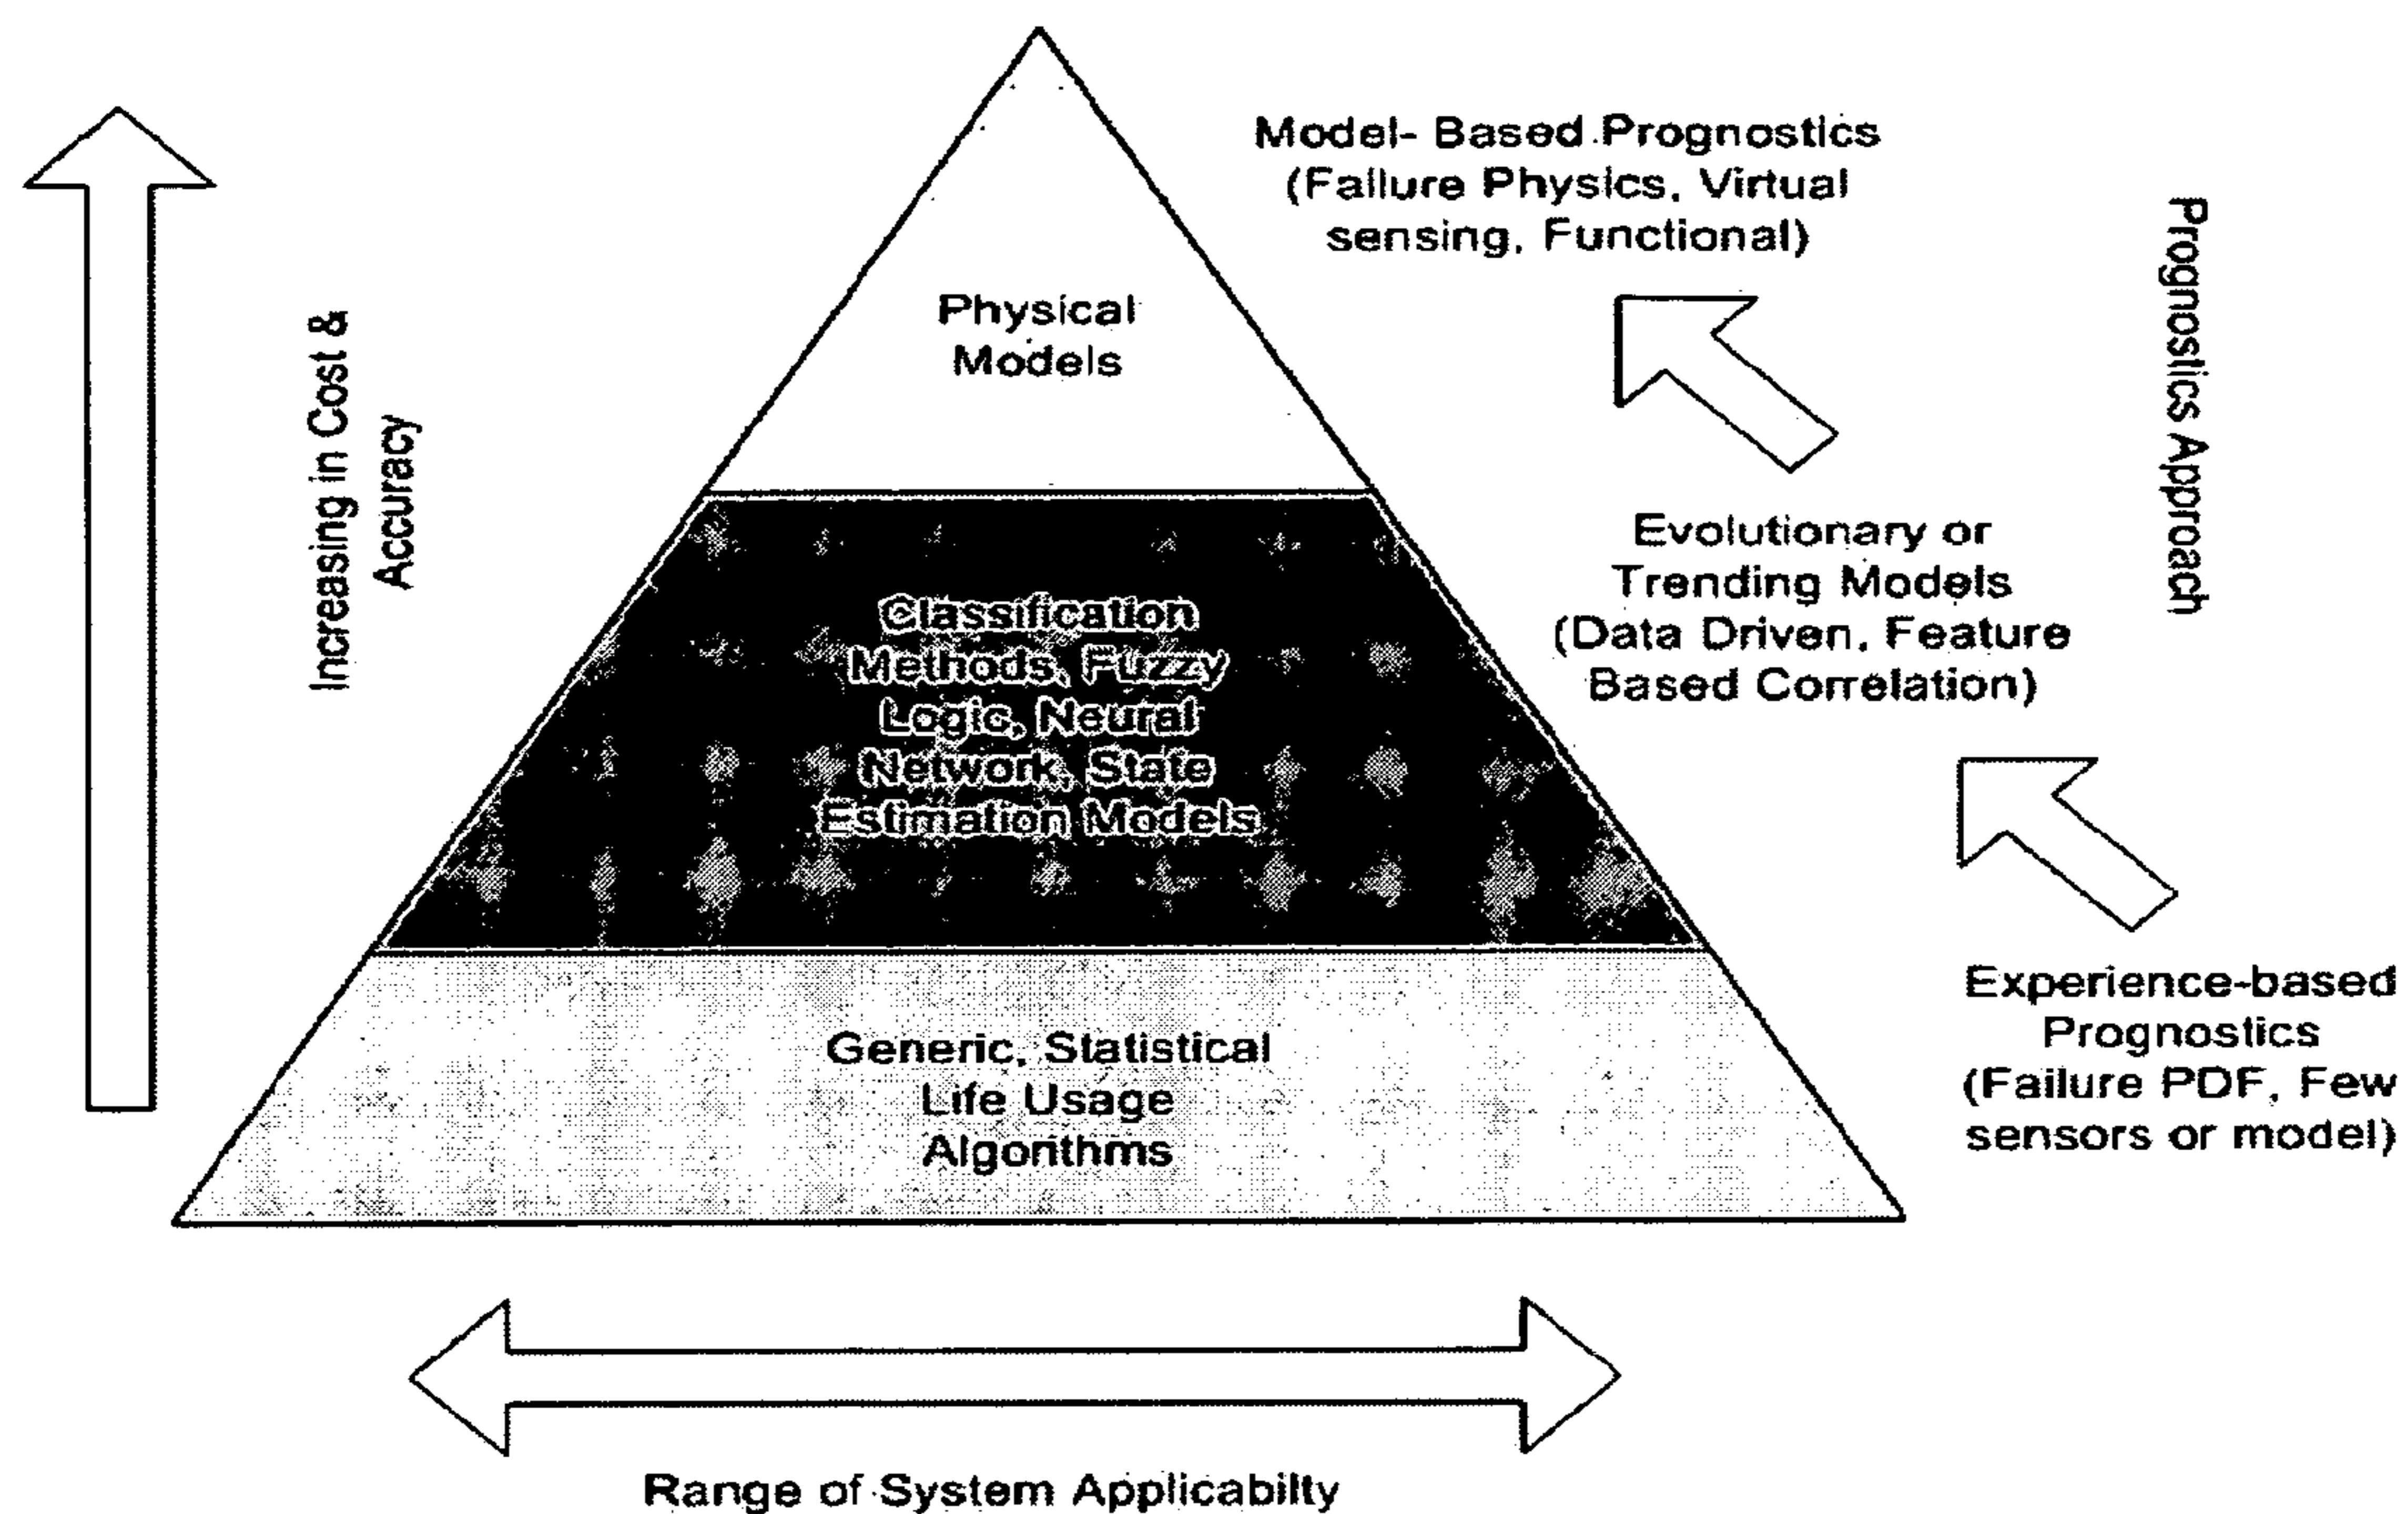 Model- Based Prognostics
(Failure Physics, Virtual
sensing, Functional)
Physical
Models
Increasing in Cost &
Accuracy
Prognostics Approach
Evolutionary or
Trending Models
(Data Driven, Feature
Based Correlation)
Classification
Methods, Fuzzy
Logic, Neural
Network, State
Estimation Models
Experience-based
Prognostics
(Failure PDF, Few
sensors or model)
Generic, Statistical
Life Usage
Algorithms
Range of System Applicabilty